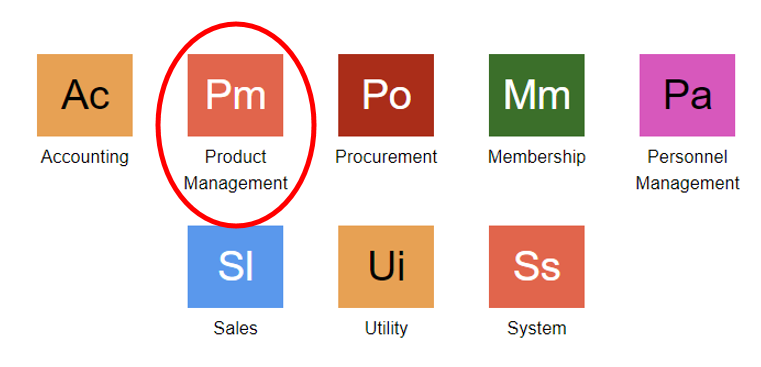 Ac Pm Po Mm Pa
Accounting Product Procurement Membership Personnel
Management Management
Sl Ui Ss
Sales Utility System